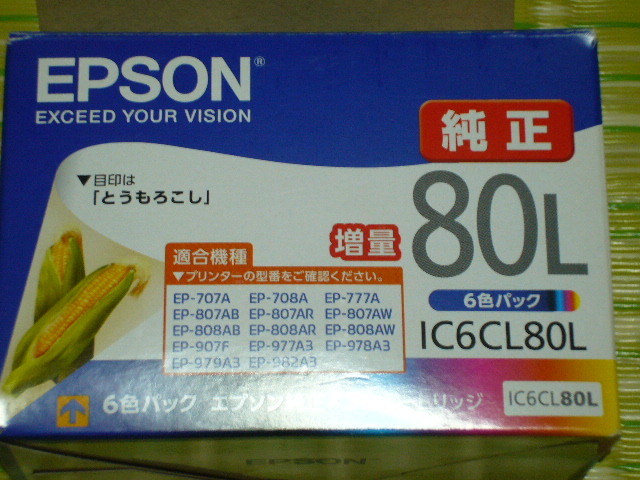 EPSON®
EXCEED YOUR VISION
純正
▼目印は
「とうもろこし」
80L
増量
適合機種
▼プリンターの型番をご確認ください。
EP-707A EP-708A EP-777A
EP-807AB EP-807AR EP-807AW
EP-808AB EP-808AR EP-808AW
EP-907F EP-977A3 EP-978A3
EP-979A3 EP-982A3
6色パック
IC6CL80L
6色パック エプソン リッジ
IC6CL80L
EPSON